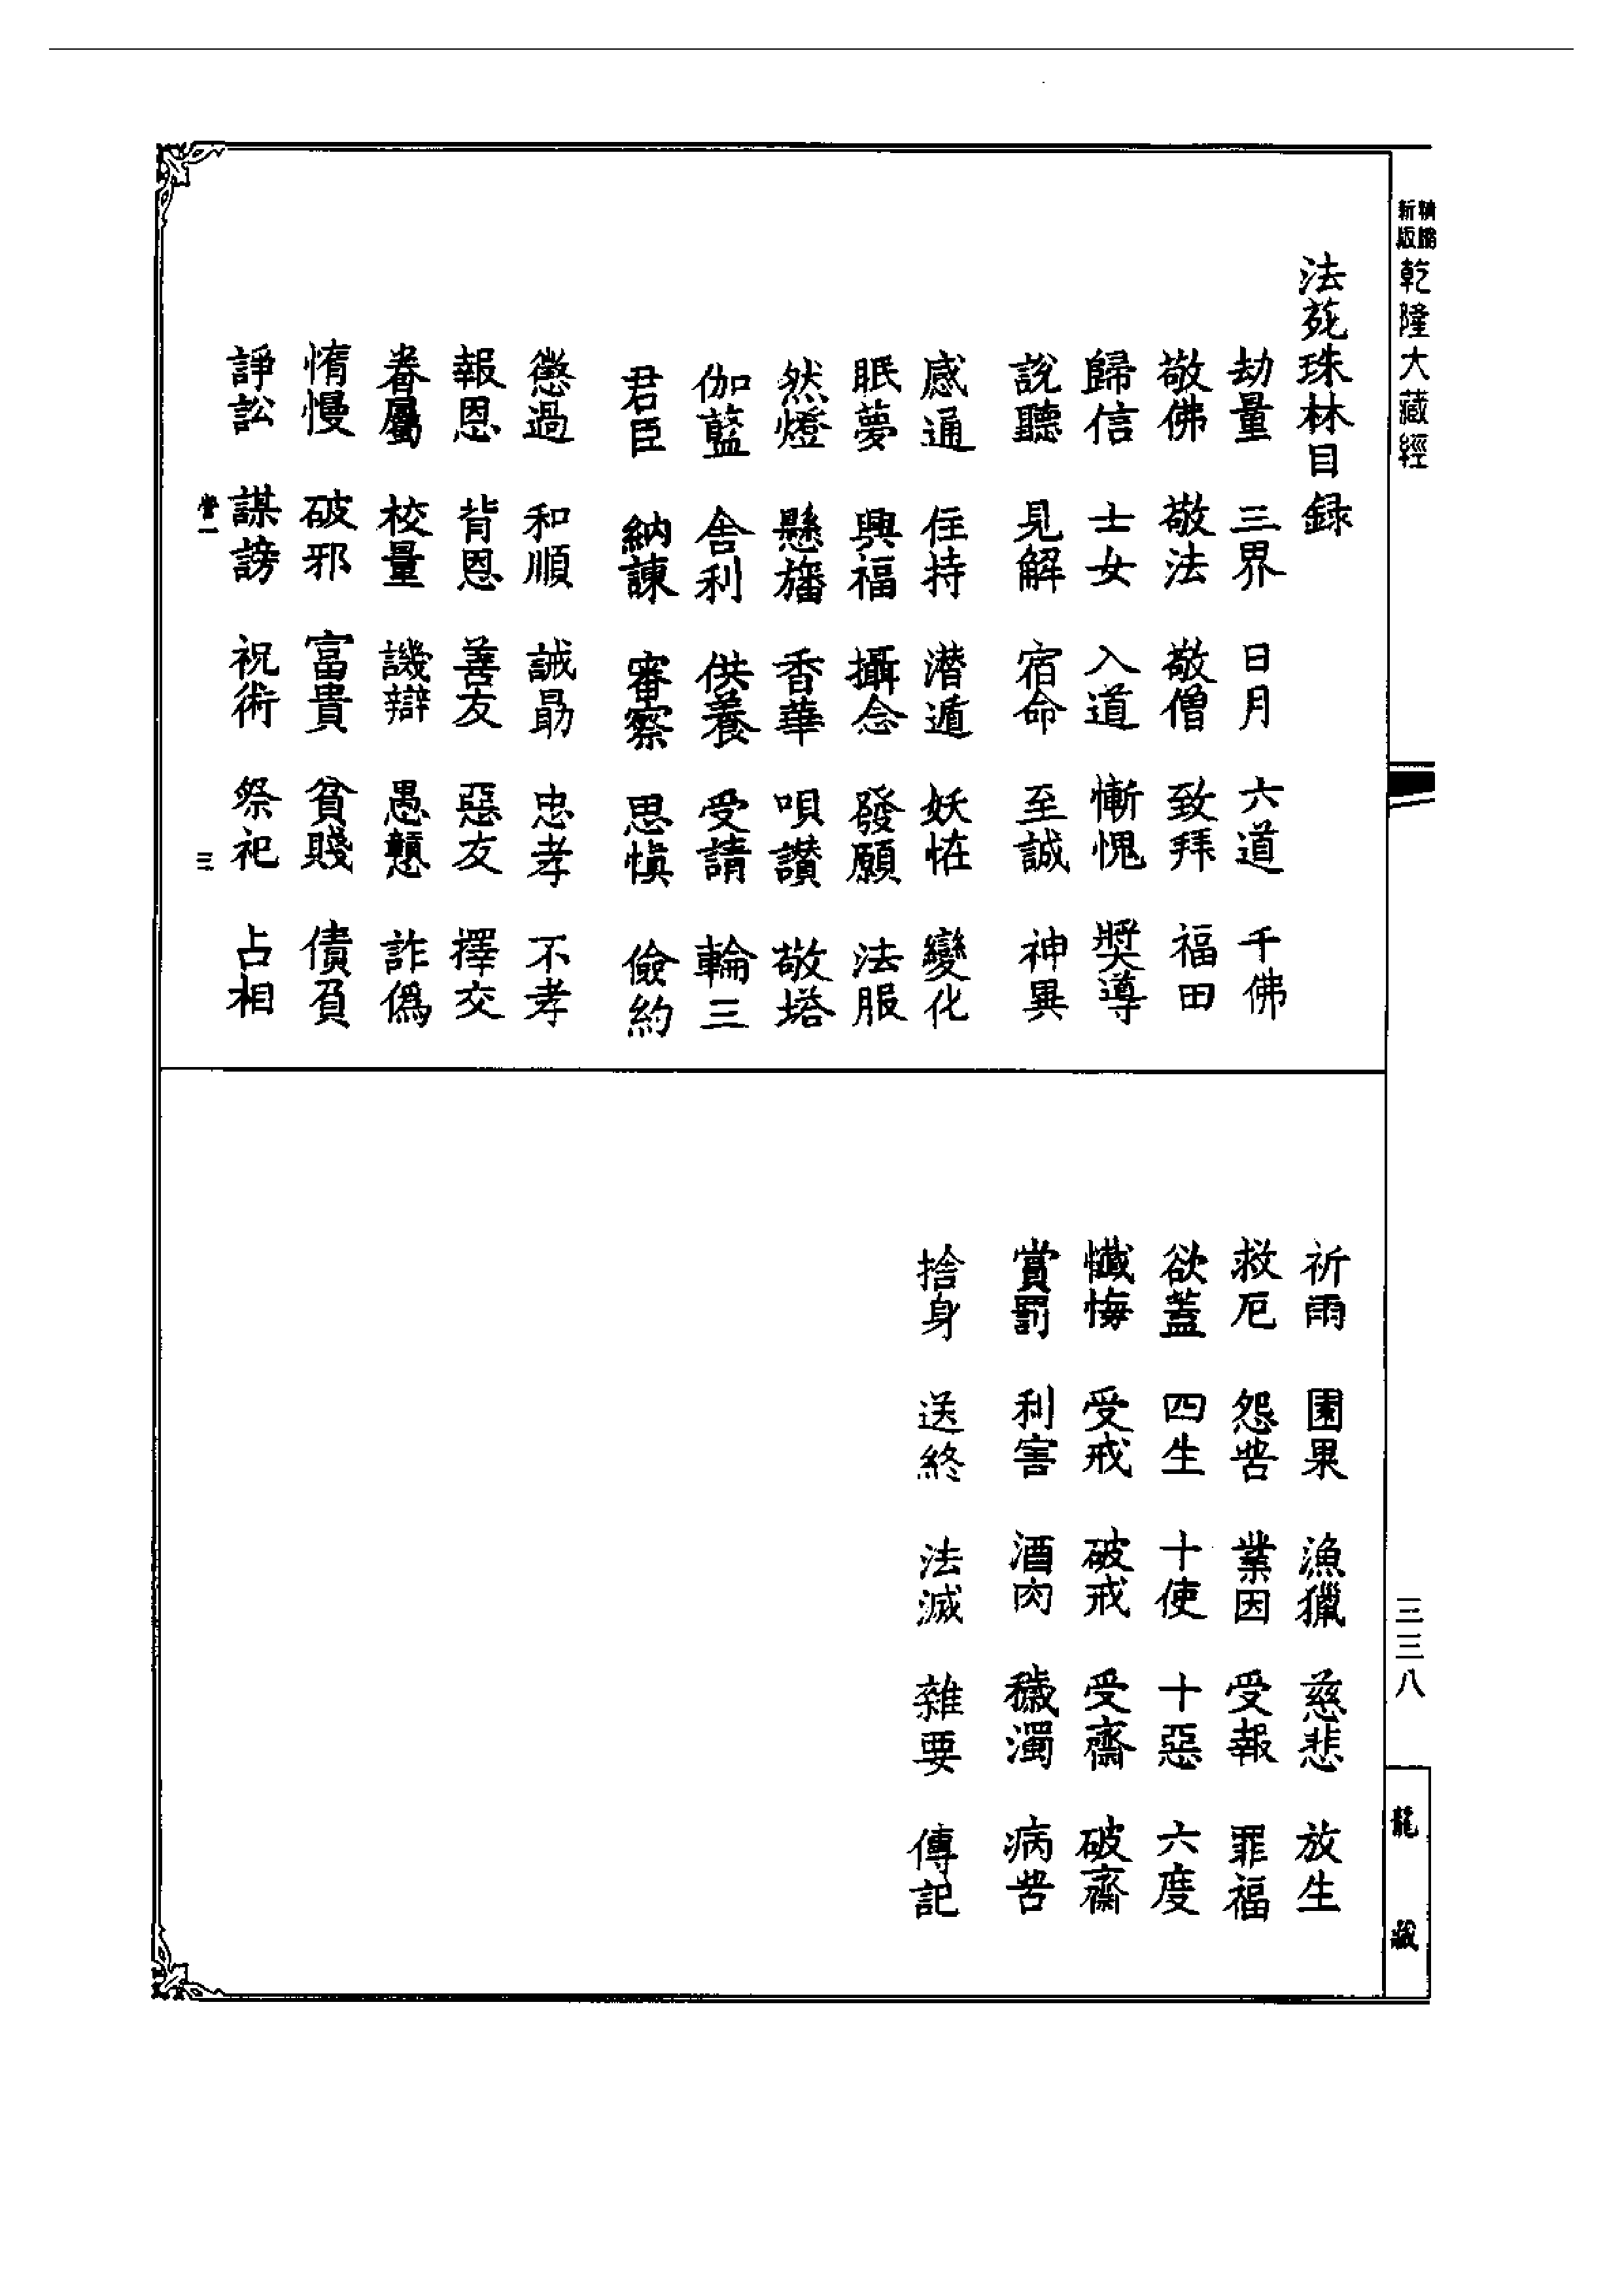 精縮新版 乾隆大藏經
法苑珠林目録
劫量 三界 日月 六道 千佛
敬佛 敬法 敬僧 致拜 福田
歸信 士女 入道 慚愧 奬導
說聽 見解 宿命 至誠 神異
感通 住持 潛遁 妖怪 變化
眠夢 興福 攝念 發願 法服
然燈 懸旛 香華 唄讚 敬塔
伽藍 舍利 供養 受請 輪王
君臣 納諫 審察 思慎 儉約
懲過 和順 誡勗 忠孝 不孝
報恩 背恩 善友 惡友 擇交
眷屬 校量 譏辯 愚戇 詐偽
惰慢 破邪 富貴 貧賤 債負
諍訟 謀謗 祝術 祭祀 占相
營一 三
祈雨 園果 漁獵 慈悲 放生
救厄 怨苦 業因 受報 罪福
欲蓋 四生 十使 十惡 六度
懺悔 受戒 破戒 受齋 破齋
賞罰 利害 酒肉 穢濁 病苦
捨身 送終 法滅 雜要 傳記
三三八
龍藏